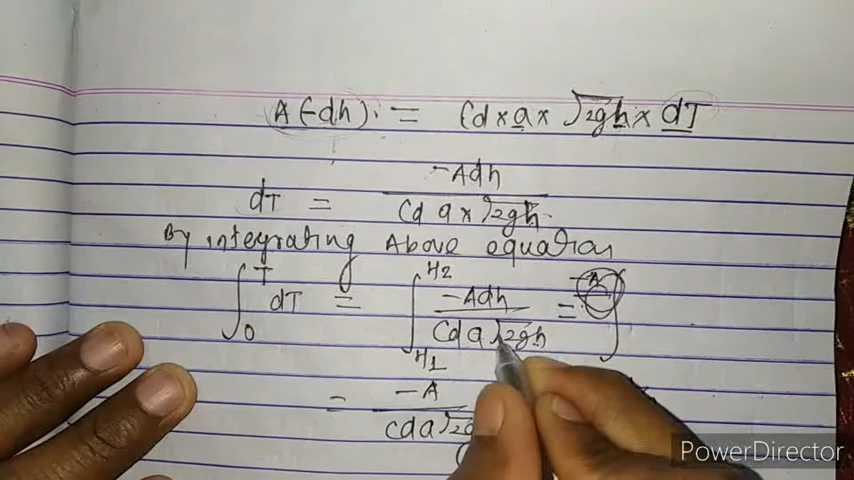 A(-dh) = Cd × a × √2gh × dT
dT = -Adh / Cd a × √2gh
By integrating Above equation
∫₀ᵀ dT = ∫_H1^H2 -Adh / Cd a √2gh =
= -A / Cd a √2g
PowerDirector